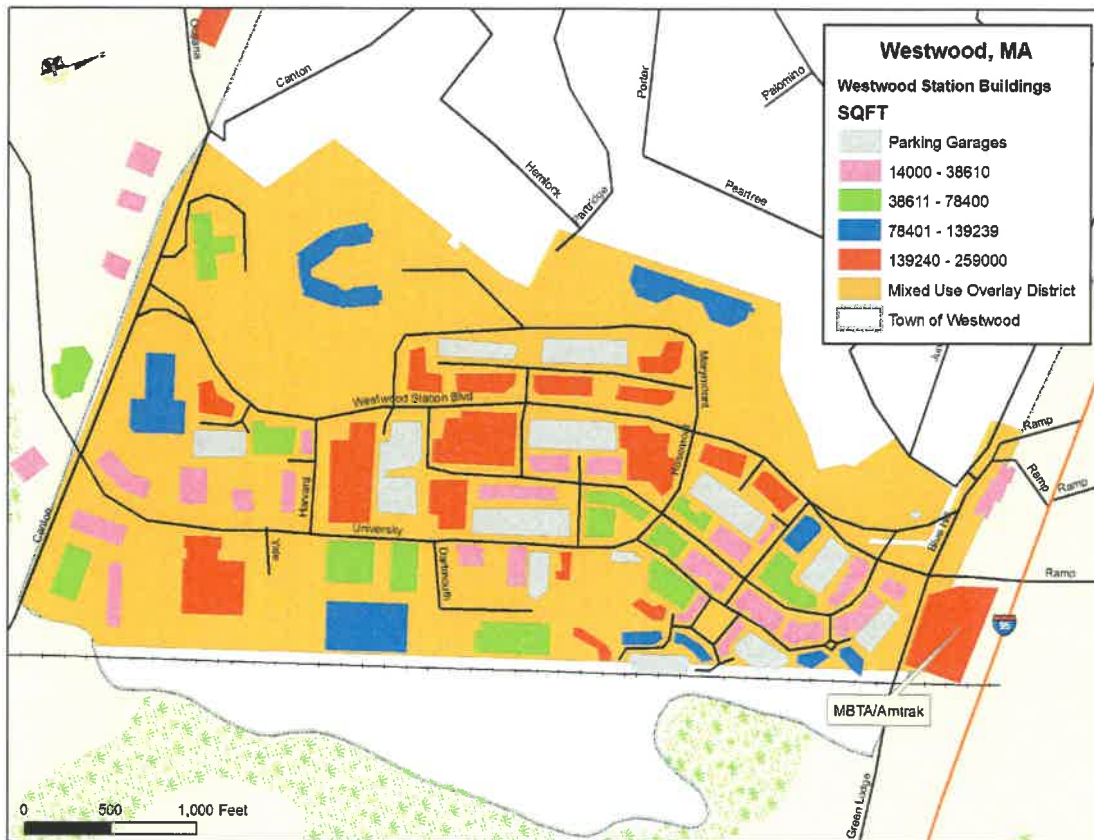 Westwood, MA
Westwood Station Buildings
SQFT
Parking Garages
14000 - 38610
38611 - 78400
78401 - 139239
139240 - 259000
Mixed Use Overlay District
Town of Westwood
Canton
Porter
Palomino
Hemlock
Partridge
Peartree
Marymount
Westwood Station Blvd
Rosemont
Harvard
University
Yale
Dartmouth
Canton
Blue Hill
Ramp
Ramp
Ramp
Ramp
95
MBTA/Amtrak
Green Lodge
0 500 1,000 Feet